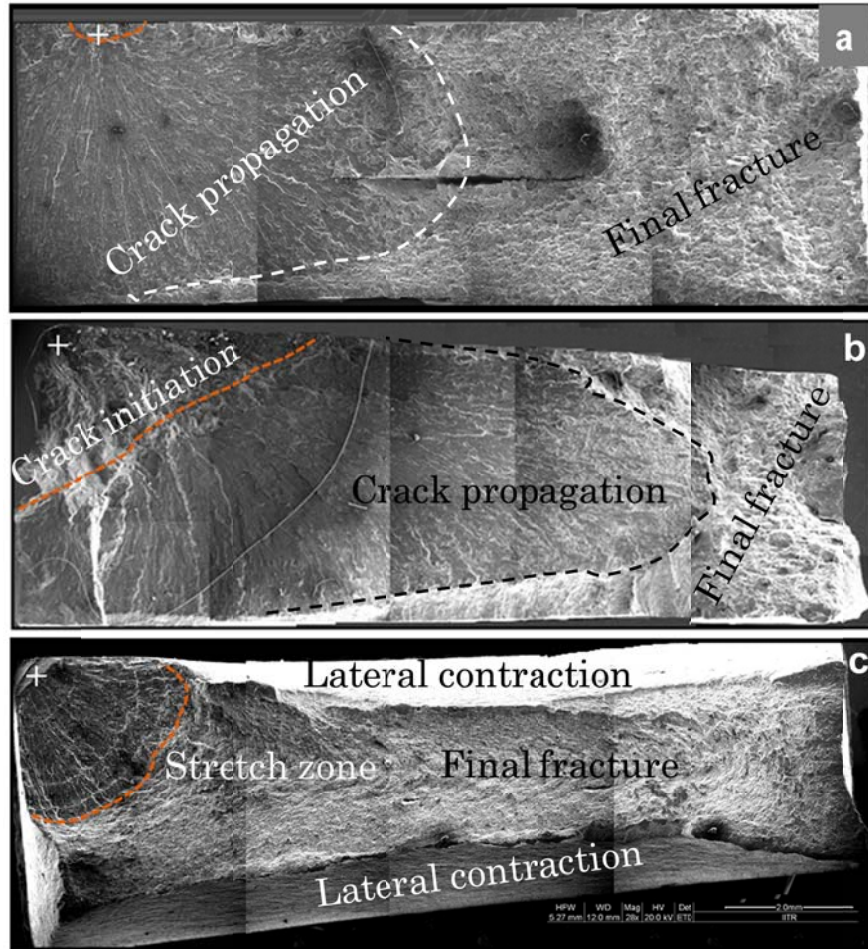 a
Crack propagation
Final fracture
b
Crack initiation
Crack propagation
Final fracture
c
Lateral contraction
Stretch zone
Final fracture
Lateral contraction
HFW WD Mag HV Det 2.0mm
5.27 mm 12.0 mm 28x 20.0 kV ETD IITR